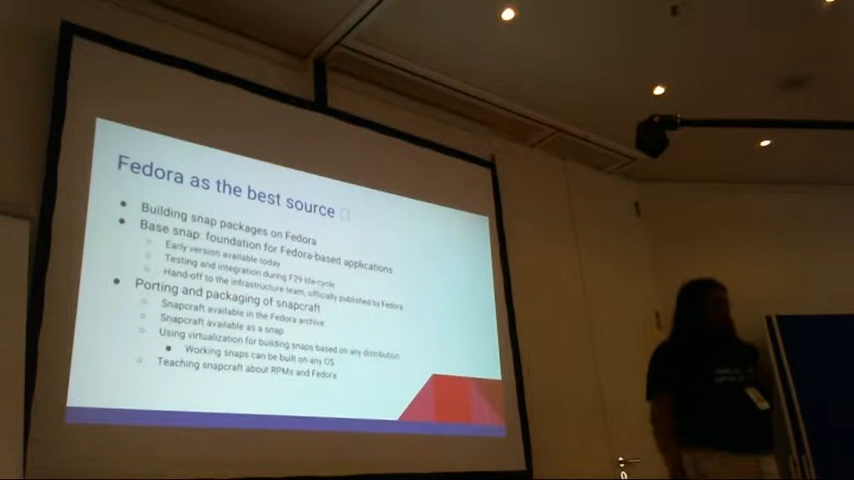 Fedora as the best source
Building snap packages on Fedora
Base snap: foundation for Fedora-based applications
Early version available today
Testing and integration during F29 life-cycle
Hand-off to the infrastructure team, officially published by Fedora
Porting and packaging of snapcraft
Snapcraft available in the Fedora archive
Snapcraft available as a snap
Using virtualization for building snaps based on any distribution
Working snaps can be built on any OS
Teaching snapcraft about RPMs and Fedora